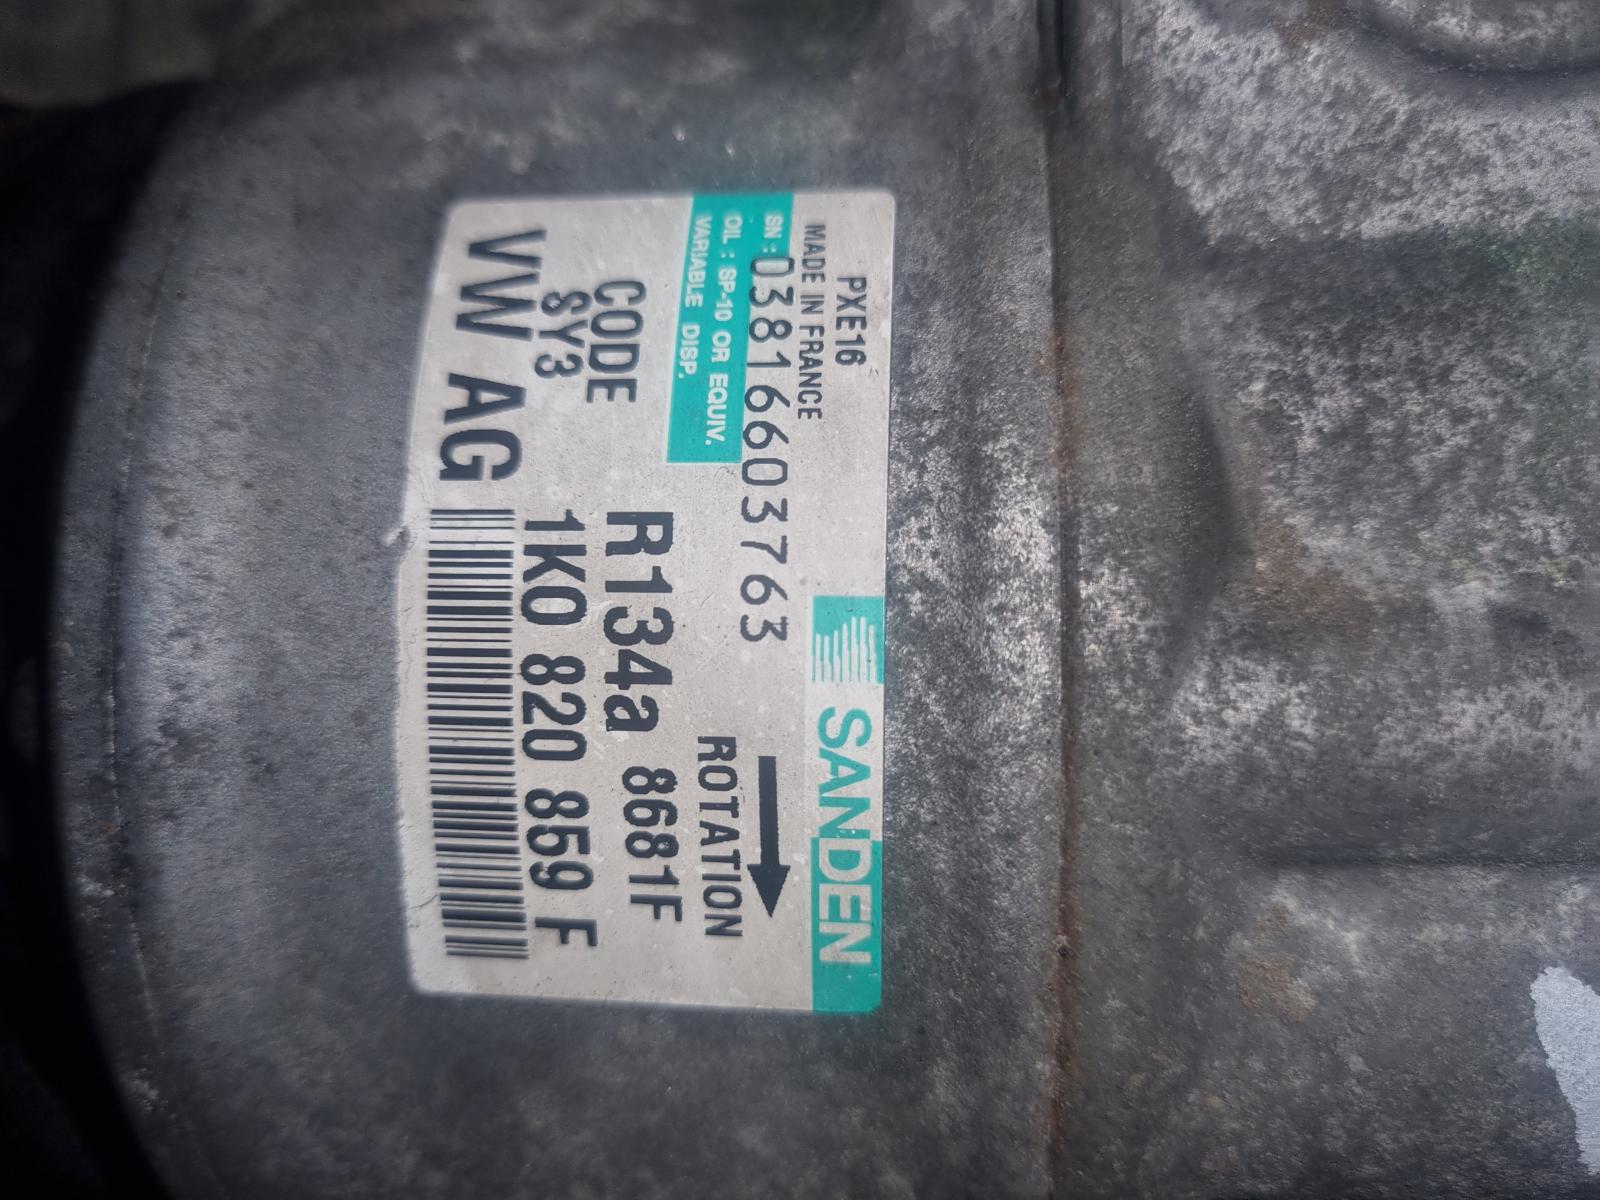 PXE16
MADE IN FRANCE
SANDEN
SN : 03816603763
OIL : SP-10 OR EQUIV.
VARIABLE DISP.
ROTATION
CODE
SY3
R134a 8681F
1K0 820 859 F
VW AG